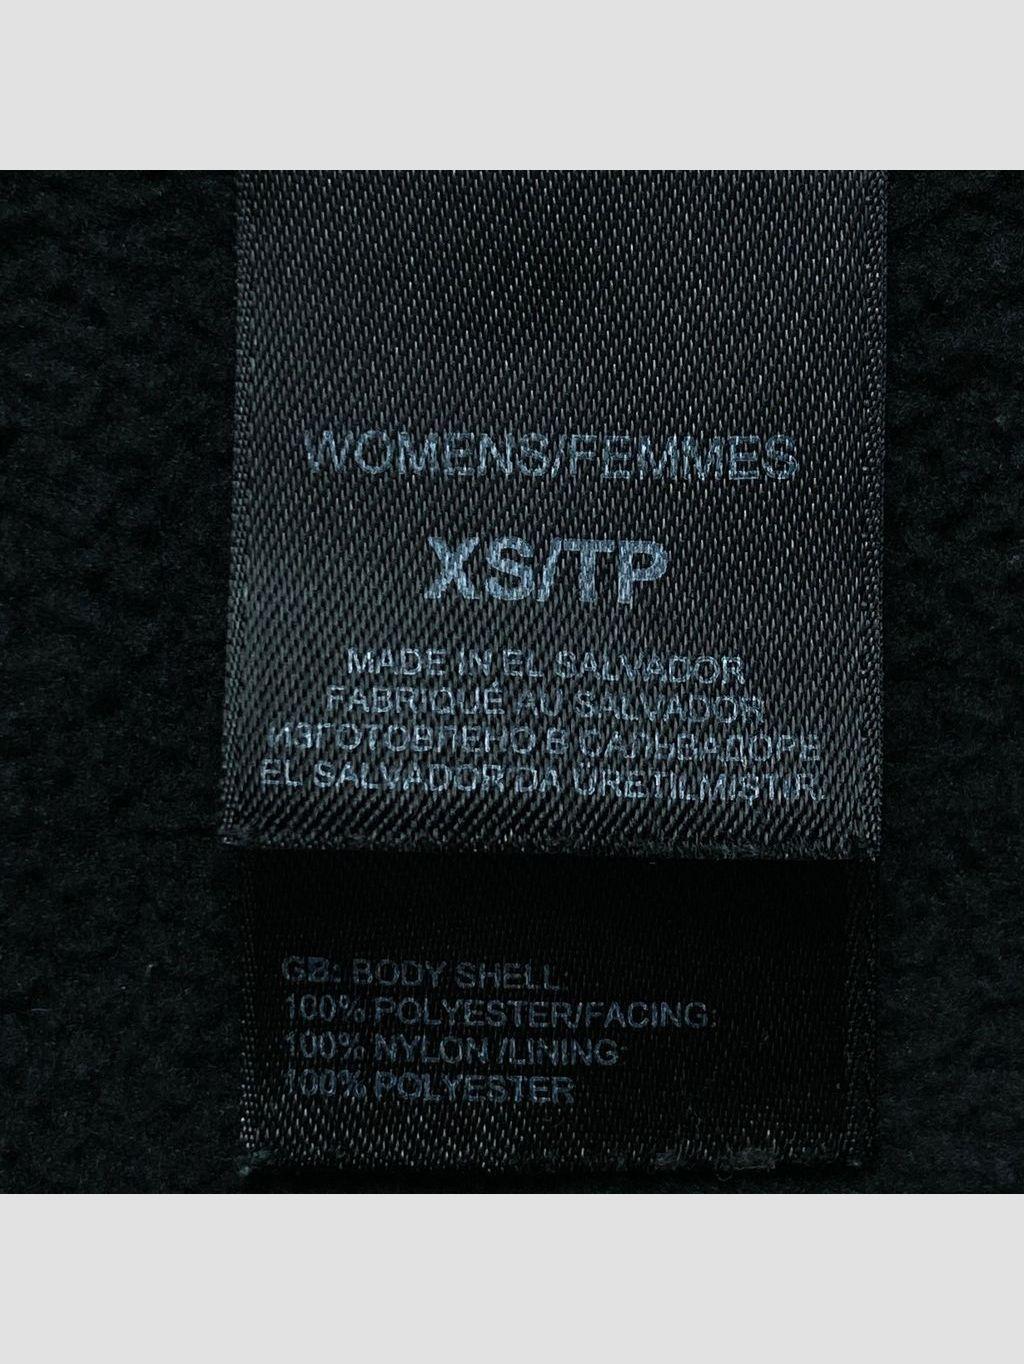 WOMENS/FEMMES
XS/TP
MADE IN EL SALVADOR
FABRIQUÉ AU SALVADOR
ИЗГОТОВЛЕНО В САЛЬВАДОРЕ
EL SALVADOR DA ÜRETILMIŞTIR.
GB: BODY SHELL:
100% POLYESTER/FACING:
100% NYLON /LINING:
100% POLYESTER